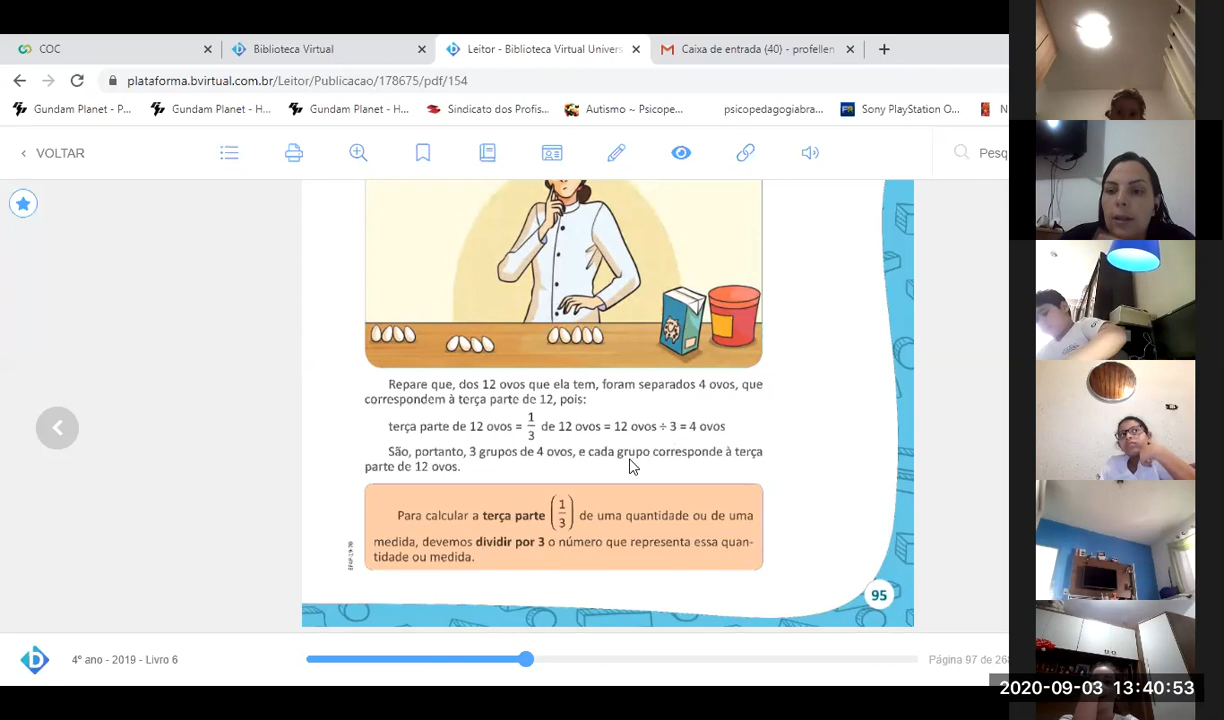 COC
Biblioteca Virtual
Leitor - Biblioteca Virtual Univers
Caixa de entrada (40) - profellen
plataforma.bvirtual.com.br/Leitor/Publicacao/178675/pdf/154
Gundam Planet - P...
Gundam Planet - H...
Gundam Planet - H...
Sindicato dos Profis...
Autismo ~ Psicope...
psicopedagogiabra...
Sony PlayStation O...
N
VOLTAR
Pesq
Repare que, dos 12 ovos que ela tem, foram separados 4 ovos, que
correspondem à terça parte de 12, pois:
terça parte de 12 ovos = 1/3 de 12 ovos = 12 ovos ÷ 3 = 4 ovos
São, portanto, 3 grupos de 4 ovos, e cada grupo corresponde à terça
parte de 12 ovos.
Para calcular a terça parte (1/3) de uma quantidade ou de uma
medida, devemos dividir por 3 o número que representa essa quan-
tidade ou medida.
95
4º ano - 2019 - Livro 6
Página 97 de 268
2020-09-03 13:40:53